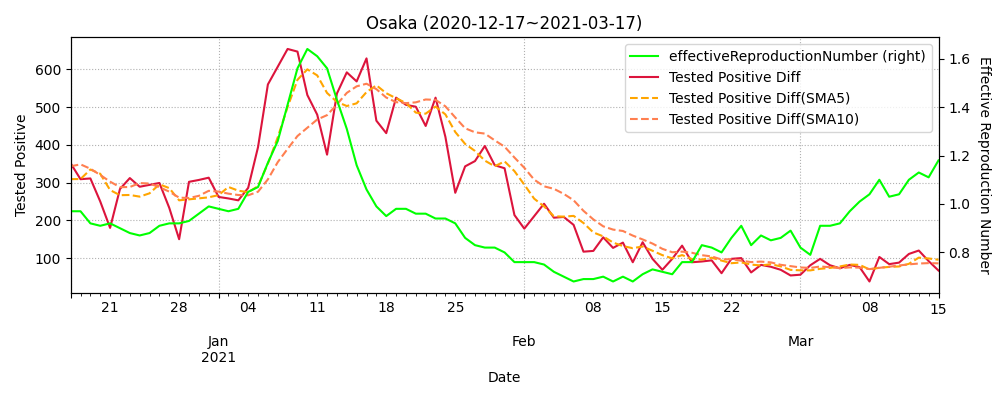 Osaka (2020-12-17~2021-03-17)
effectiveReproductionNumber (right)
Tested Positive Diff
Tested Positive Diff(SMA5)
Tested Positive Diff(SMA10)
Tested Positive
600
500
400
300
200
100
1.6
1.4
1.2
1.0
0.8
Effective Reproduction Number
21 28 04 11 18 25 08 15 22 08 15
Jan Feb Mar
2021
Date